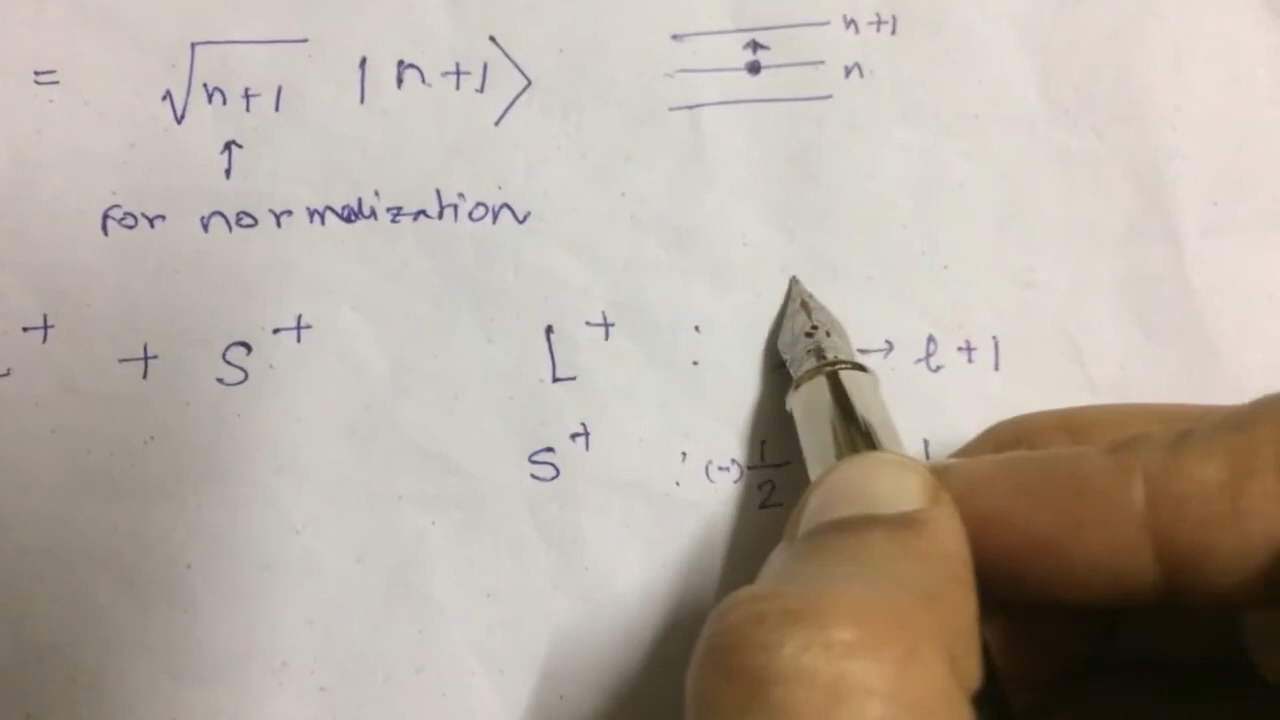 n+1
= √n+1 |n+1⟩ n
↑
For normalization
+ + S⁺ L⁺ : → l+1
S⁺ : (-) 1/2